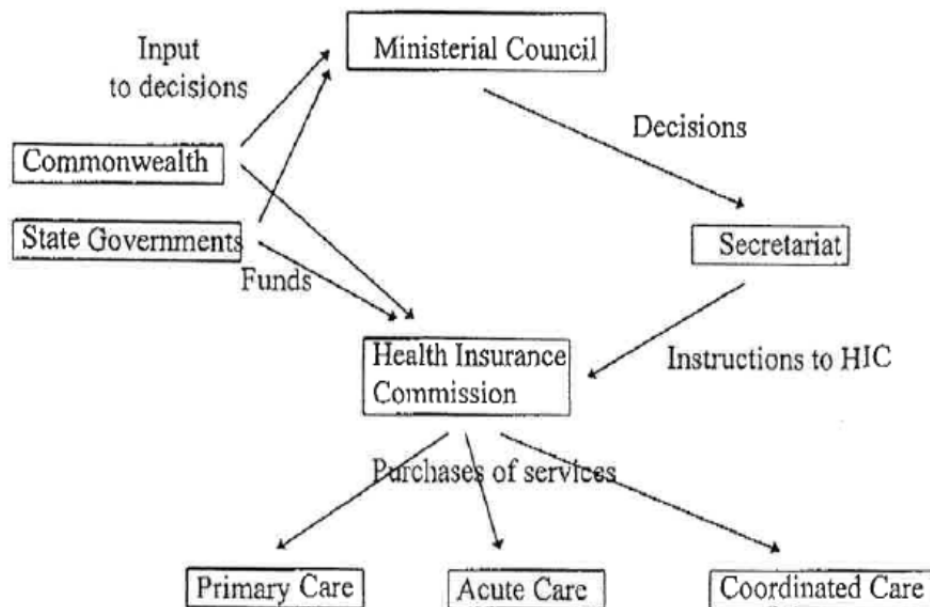 Input
to decisions
Ministerial Council
Decisions
Commonwealth
State Governments
Secretariat
Funds
Health Insurance
Commission
Instructions to HIC
Purchases of services
Primary Care
Acute Care
Coordinated Care